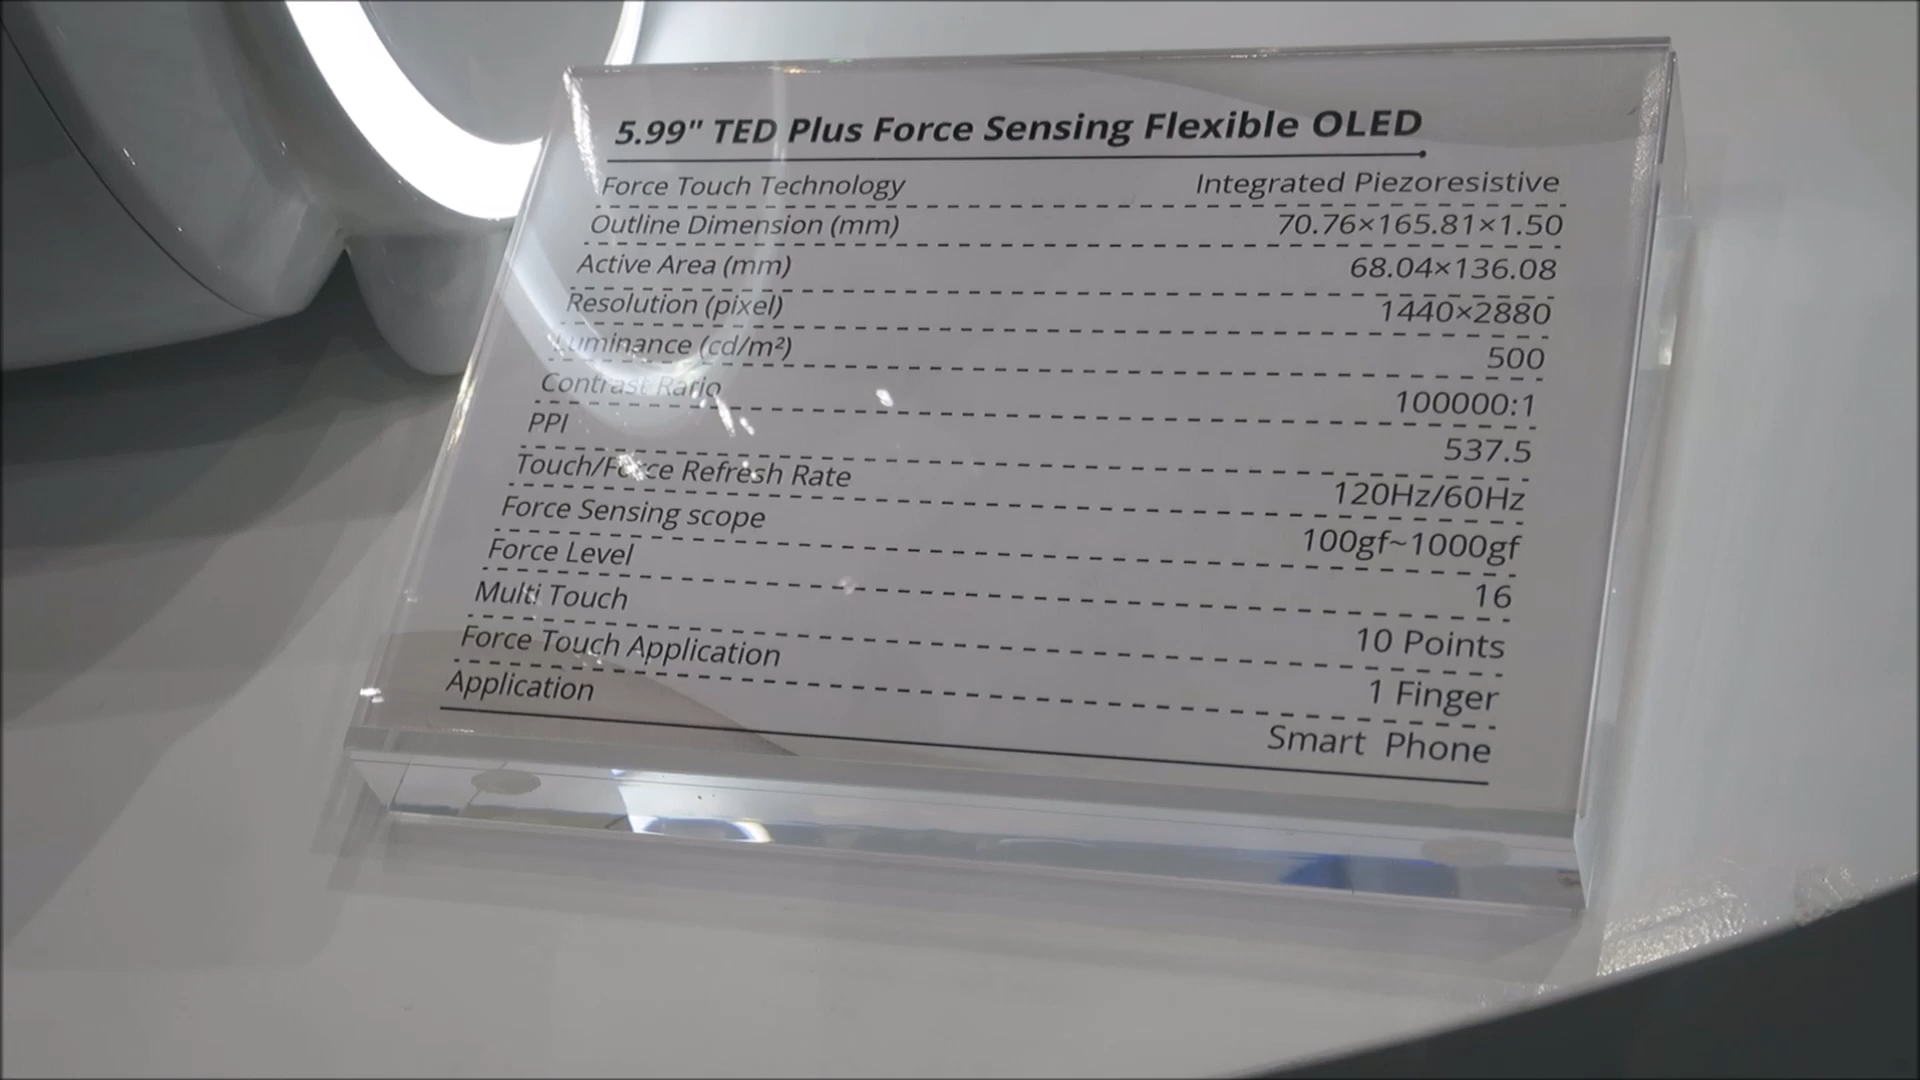 5.99" TED Plus Force Sensing Flexible OLED
Force Touch Technology Integrated Piezoresistive
Outline Dimension (mm) 70.76×165.81×1.50
Active Area (mm) 68.04×136.08
Resolution (pixel) 1440×2880
Luminance (cd/m²) 500
Contrast Rario 100000:1
PPI 537.5
Touch/Force Refresh Rate 120Hz/60Hz
Force Sensing scope 100gf~1000gf
Force Level 16
Multi Touch 10 Points
Force Touch Application 1 Finger
Application Smart Phone